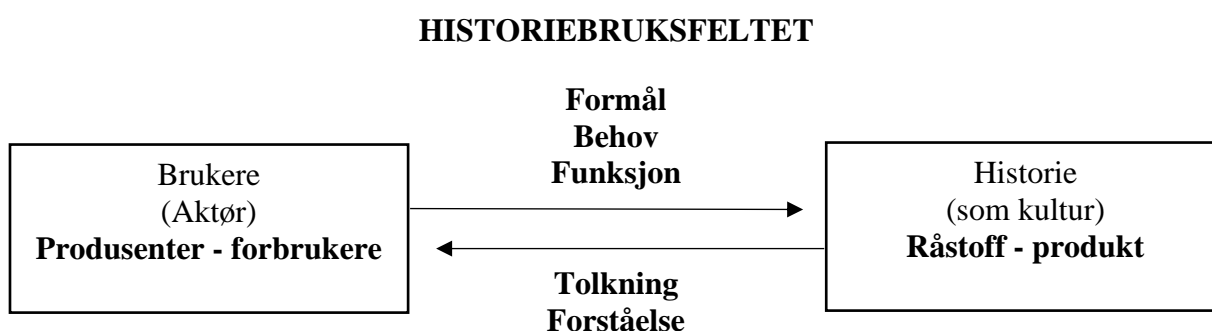 HISTORIEBRUKSFELTET
Formål
Behov
Funksjon
Brukere
(Aktør)
Produsenter - forbrukere
Historie
(som kultur)
Råstoff - produkt
Tolkning
Forståelse